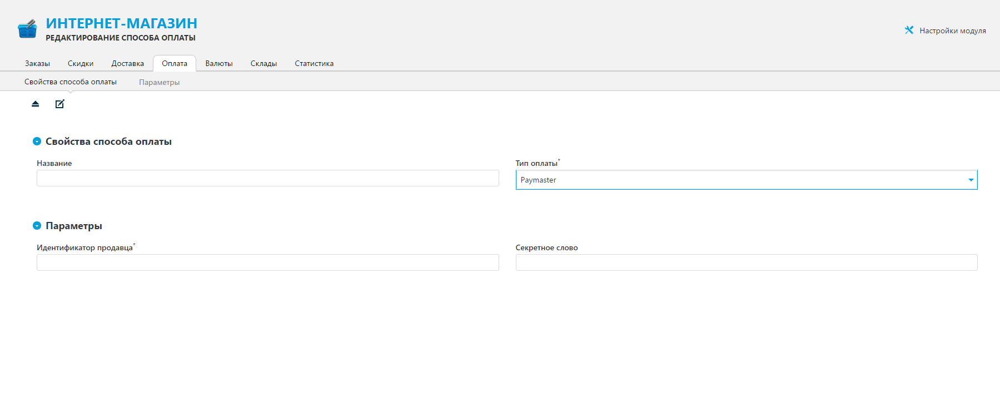 ИНТЕРНЕТ-МАГАЗИН
РЕДАКТИРОВАНИЕ СПОСОБА ОПЛАТЫ
Настройки модуля
Заказы Скидки Доставка Оплата Валюты Склады Статистика
Свойства способа оплаты Параметры
Свойства способа оплаты
Название Тип оплаты*
Paymaster
Параметры
Идентификатор продавца* Секретное слово